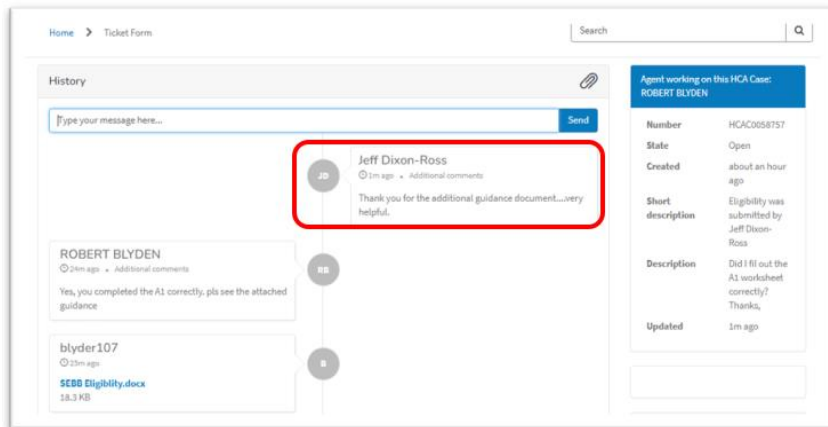 Home > Ticket Form
Search
History
Type your message here...
Send
JD
Jeff Dixon-Ross
1m ago • Additional comments
Thank you for the additional guidance document....very
helpful.
ROBERT BLYDEN
24m ago • Additional comments
Yes, you completed the A1 correctly. pls see the attached
guidance
RB
blyder107
25m ago
SEBB Eligiblity.docx
18.3 KB
B
Agent working on this HCA Case:
ROBERT BLYDEN
Number HCAC0058757
State Open
Created about an hour
ago
Short Eligibility was
description submitted by
Jeff Dixon-
Ross
Description Did I fil out the
A1 worksheet
correctly?
Thanks,
Updated 1m ago